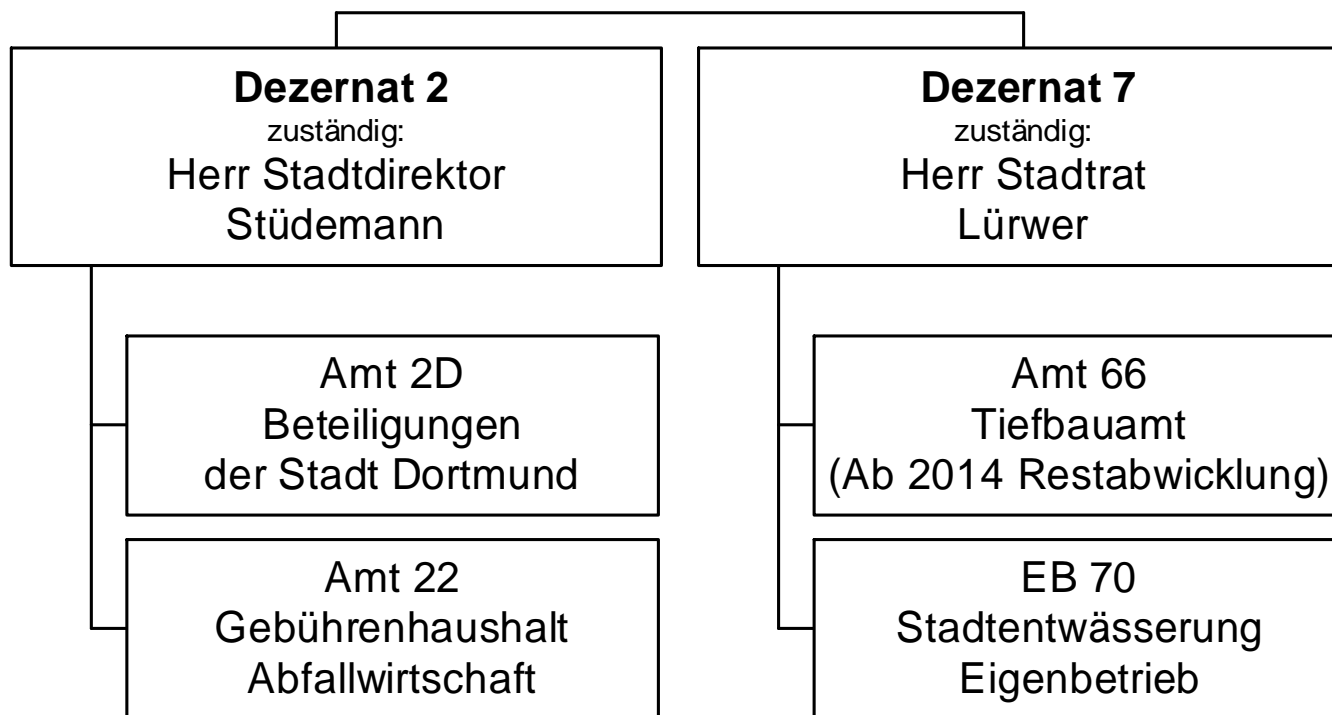 Dezernat 2
zuständig:
Herr Stadtdirektor
Stüdemann
Dezernat 7
zuständig:
Herr Stadtrat
Lürwer
Amt 2D
Beteiligungen
der Stadt Dortmund
Amt 66
Tiefbauamt
(Ab 2014 Restabwicklung)
Amt 22
Gebührenhaushalt
Abfallwirtschaft
EB 70
Stadtentwässerung
Eigenbetrieb